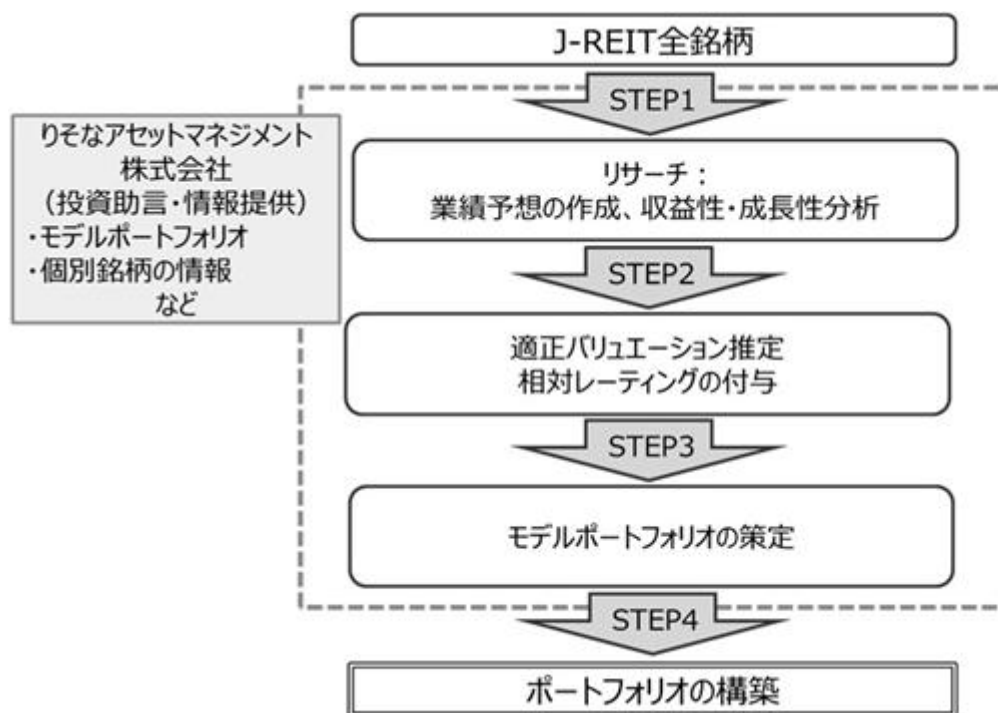 J-REIT全銘柄
STEP1
りそなアセットマネジメント
株式会社
（投資助言・情報提供）
・モデルポートフォリオ
・個別銘柄の情報
など
リサーチ：
業績予想の作成、収益性・成長性分析
STEP2
適正バリュエーション推定
相対レーティングの付与
STEP3
モデルポートフォリオの策定
STEP4
ポートフォリオの構築